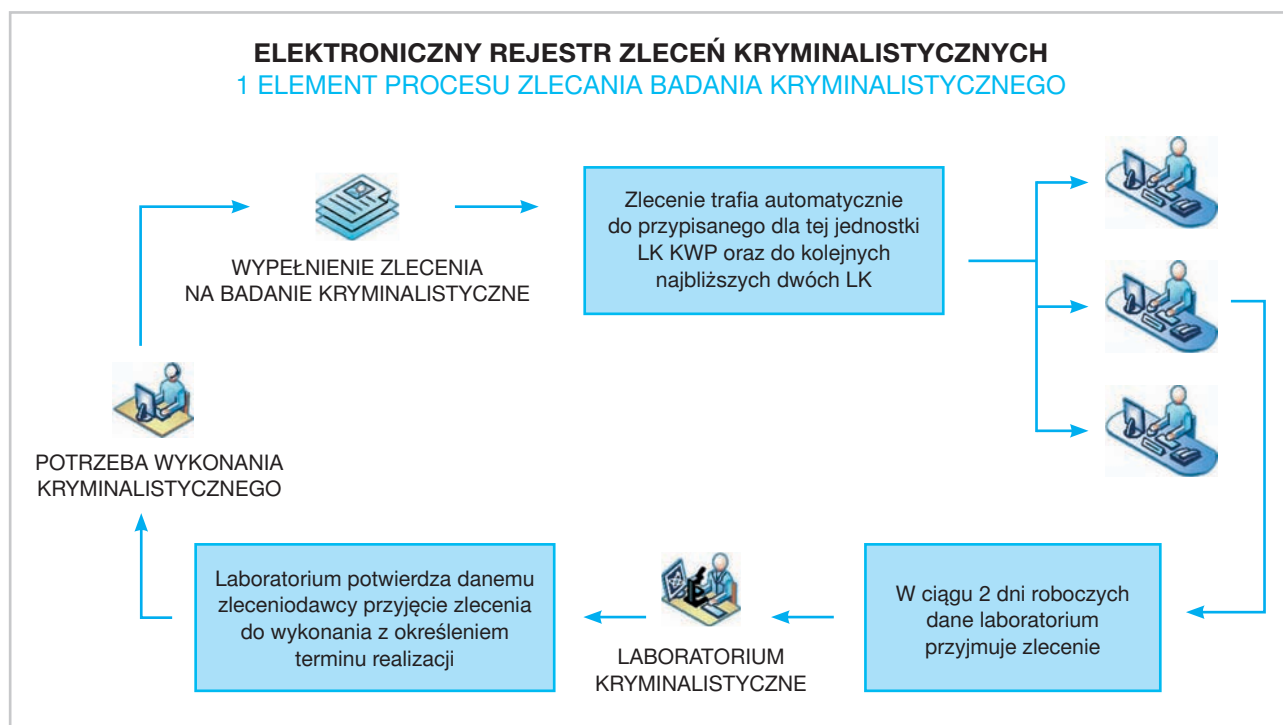 ELEKTRONICZNY REJESTR ZLECEŃ KRYMINALISTYCZNYCH
1 ELEMENT PROCESU ZLECANIA BADANIA KRYMINALISTYCZNEGO
WYPEŁNIENIE ZLECENIA
NA BADANIE KRYMINALISTYCZNE
Zlecenie trafia automatycznie
do przypisanego dla tej jednostki
LK KWP oraz do kolejnych
najbliższych dwóch LK
POTRZEBA WYKONANIA
KRYMINALISTYCZNEGO
Laboratorium potwierdza danemu
zleceniodawcy przyjęcie zlecenia
do wykonania z określeniem
terminu realizacji
LABORATORIUM
KRYMINALISTYCZNE
W ciągu 2 dni roboczych
dane laboratorium
przyjmuje zlecenie